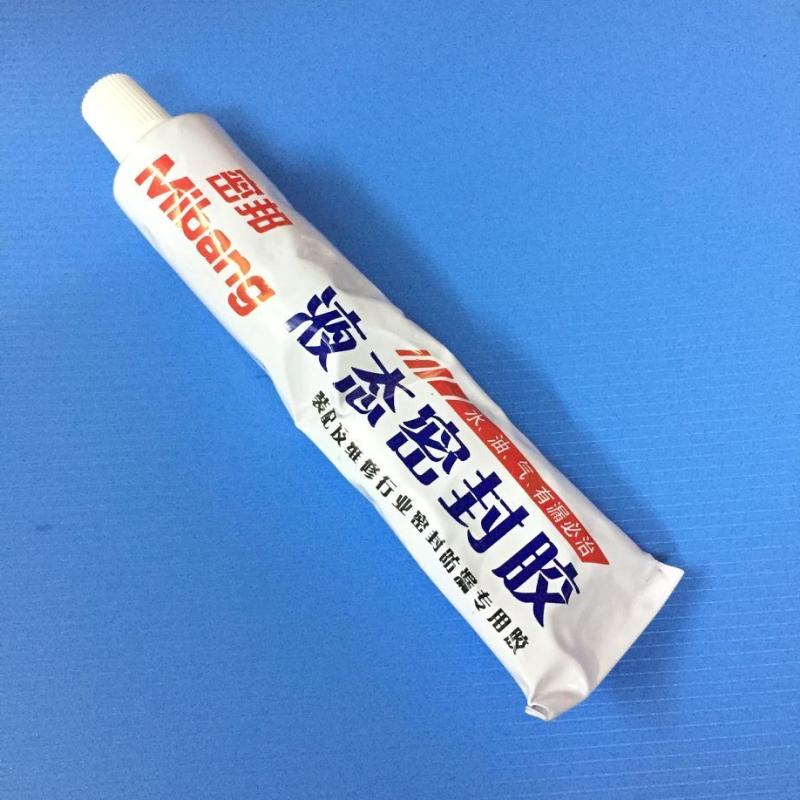 密邦
Mibang
水、油、气、有漏必治
液态密封胶
装配及维修行业密封防漏专用胶